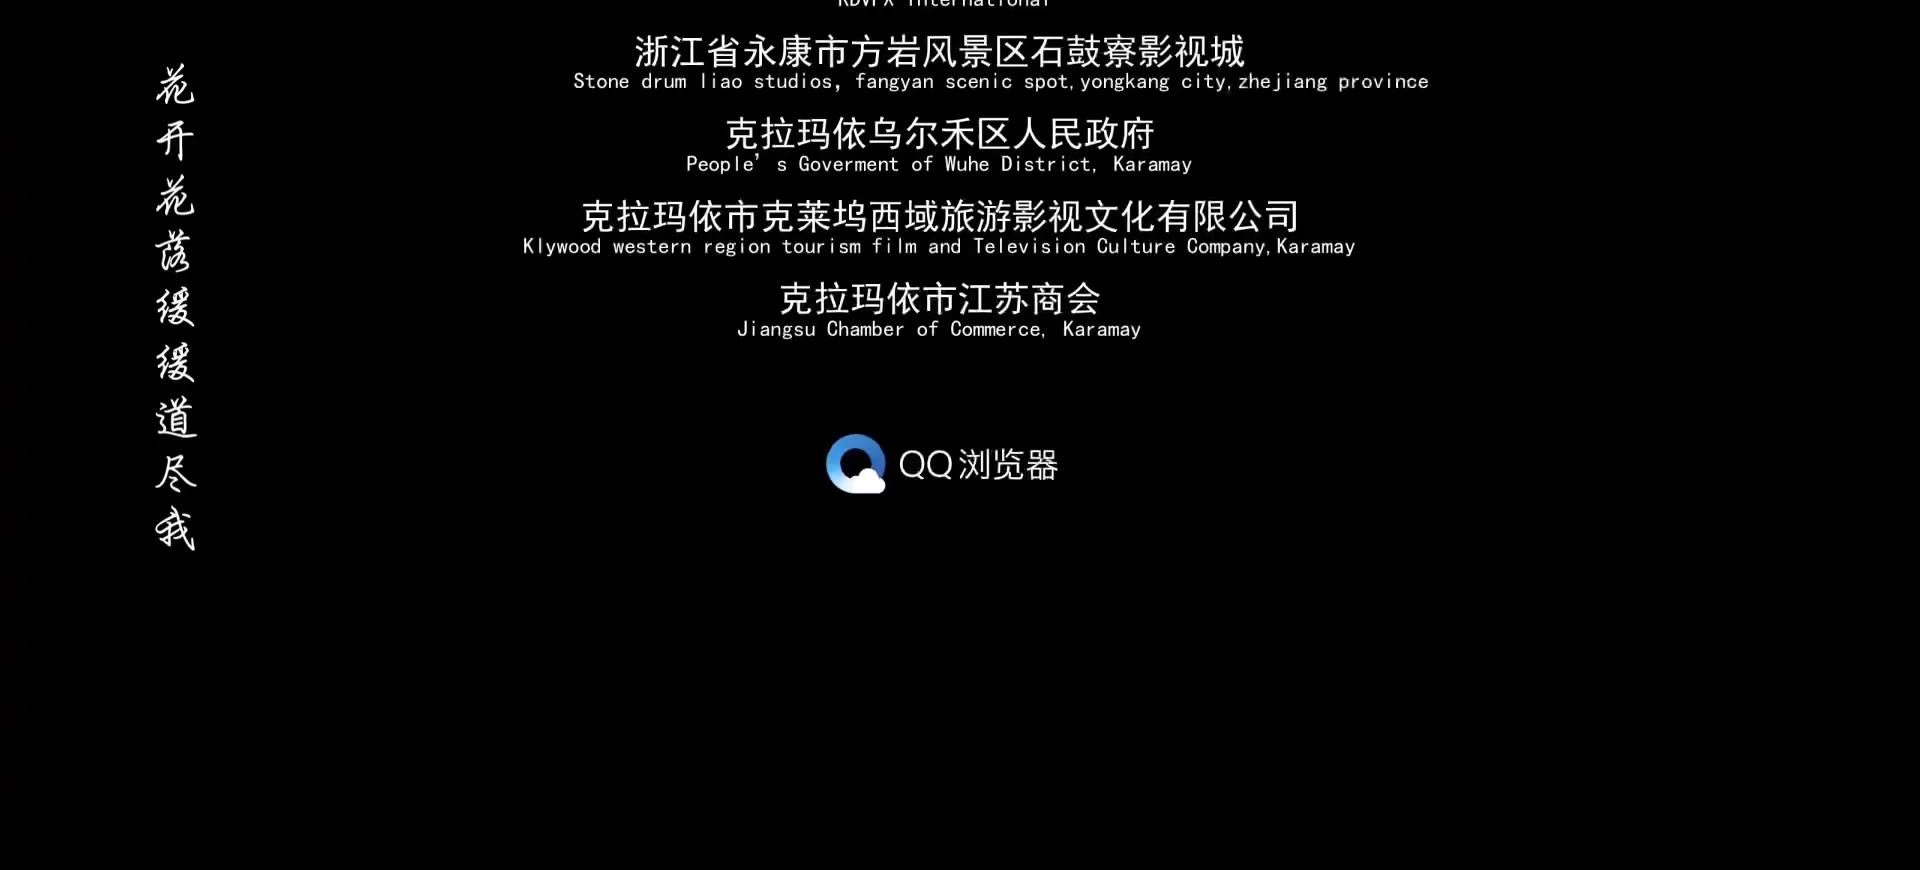 RDVFX International
浙江省永康市方岩风景区石鼓寮影视城
Stone drum liao studios, fangyan scenic spot,yongkang city,zhejiang province
克拉玛依乌尔禾区人民政府
People's Goverment of Wuhe District, Karamay
克拉玛依市克莱坞西域旅游影视文化有限公司
Klywood western region tourism film and Television Culture Company,Karamay
克拉玛依市江苏商会
Jiangsu Chamber of Commerce, Karamay
QQ浏览器
花开花落缓缓道尽我